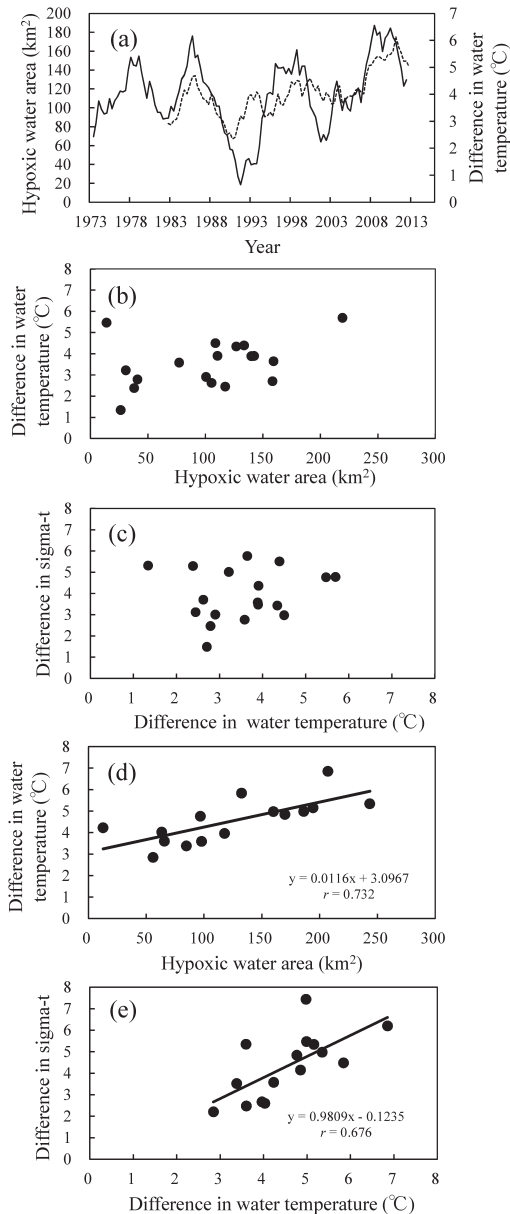 (a)
Hypoxic water area (km²)
200
180
160
140
120
100
80
60
40
20
0
7
6
5
4
3
2
1
0
Difference in water
temperature (℃)
1973 1978 1983 1988 1993 1998 2003 2008 2013
Year
(b)
Difference in water
temperature (℃)
8
7
6
5
4
3
2
1
0
0 50 100 150 200 250 300
Hypoxic water area (km²)
(c)
Difference in sigma-t
8
7
6
5
4
3
2
1
0
0 1 2 3 4 5 6 7 8
Difference in water temperature (℃)
(d)
Difference in water
temperature (℃)
8
7
6
5
4
3
2
1
0
y = 0.0116x + 3.0967
r = 0.732
0 50 100 150 200 250 300
Hypoxic water area (km²)
(e)
Difference in sigma-t
8
7
6
5
4
3
2
1
0
y = 0.9809x - 0.1235
r = 0.676
0 1 2 3 4 5 6 7 8
Difference in water temperature (℃)